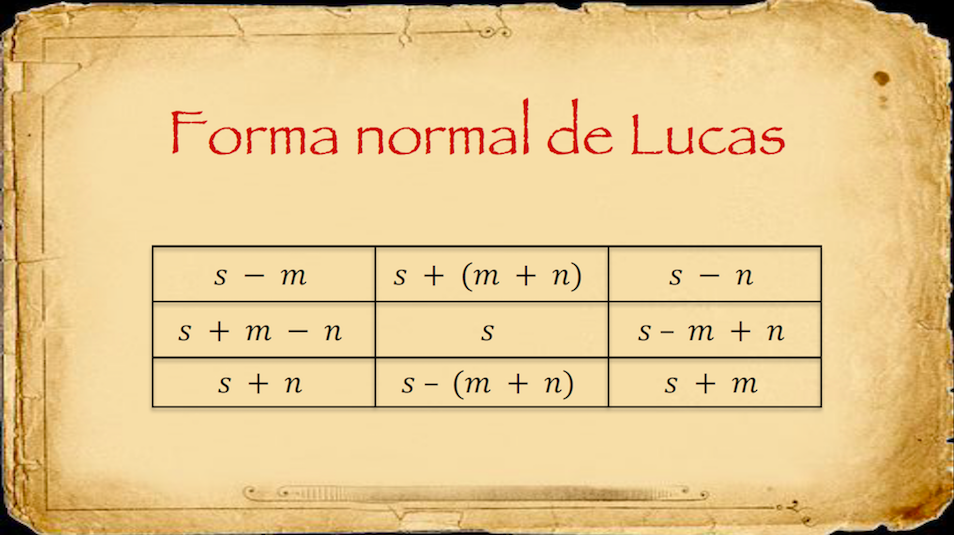 Forma normal de Lucas
s − m s + (m + n) s − n
s + m − n s s – m + n
s + n s – (m + n) s + m